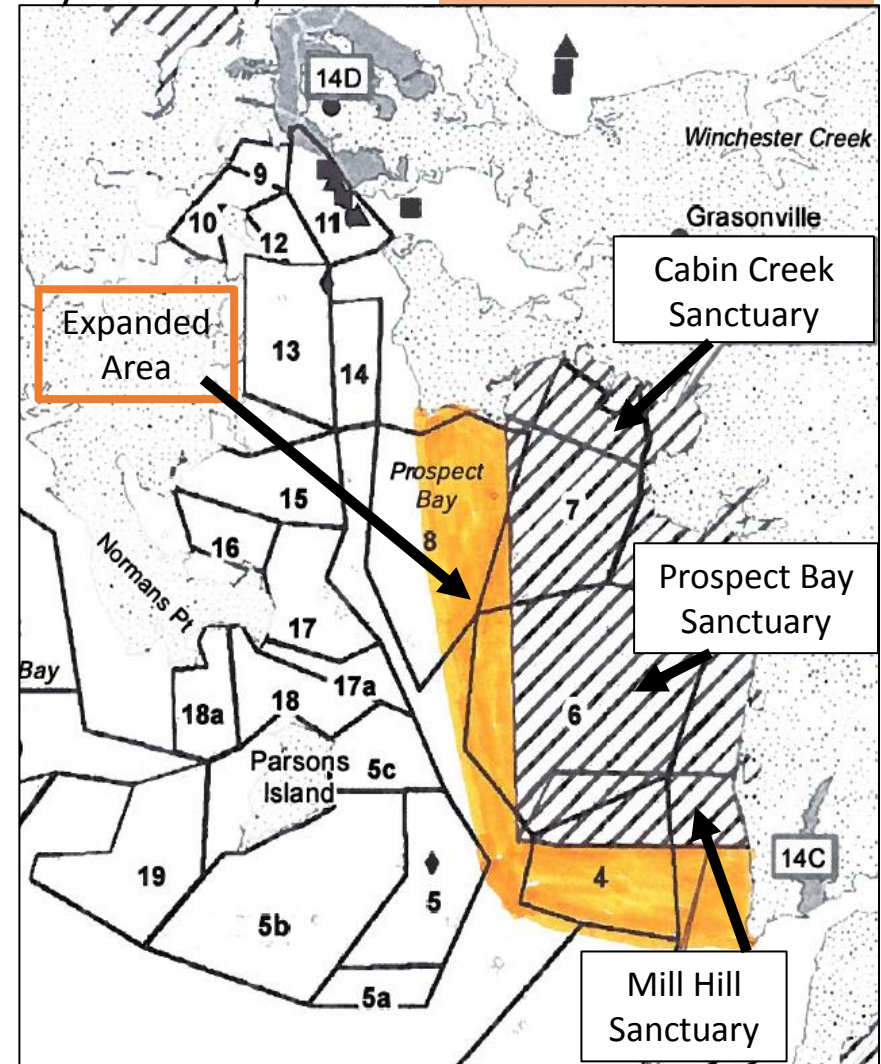 14D
Winchester Creek
9
Grasonville
10
11
12
Cabin Creek
Sanctuary
Expanded
Area
13
14
Prospect
Bay
15
7
8
16
Normans Pt
Prospect Bay
Sanctuary
17
Bay
17a
6
18a
18
Parsons
Island
5c
14C
19
4
5
5b
Mill Hill
Sanctuary
5a